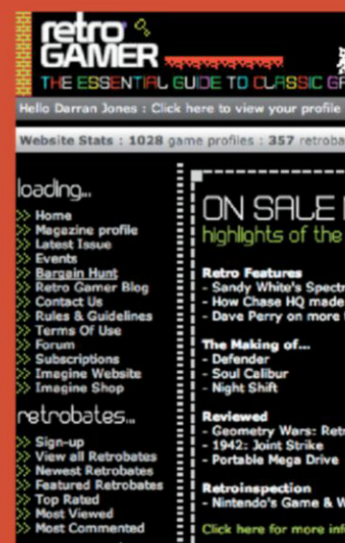 retro
GAMER
THE ESSENTIAL GUIDE TO CLASSIC
Hello Darran Jones : Click here to view your profile
Website Stats : 1028 game profiles : 357
loading...
>> Home
>> Magazine profile
>> Latest Issue
>> Events
>> Bargain Hunt
>> Retro Gamer Blog
>> Contact Us
>> Rules & Guidelines
>> Terms Of Use
>> Forum
>> Subscriptions
>> Imagine Website
>> Imagine Shop
retrobates...
>> Sign-up
>> View all Retrobates
>> Newest Retrobates
>> Featured Retrobates
>> Top Rated
>> Most Viewed
>> Most Commented
ON SALE
highlights of the
Retro Features
- Sandy White's
- How Chase HQ made
- Dave Perry on more
The Making of...
- Defender
- Soul Calibur
- Night Shift
Reviewed
- Geometry Wars:
- 1942: Joint Strike
- Portable Mega Drive
Retroinspection
- Nintendo's Game &
Click here for more